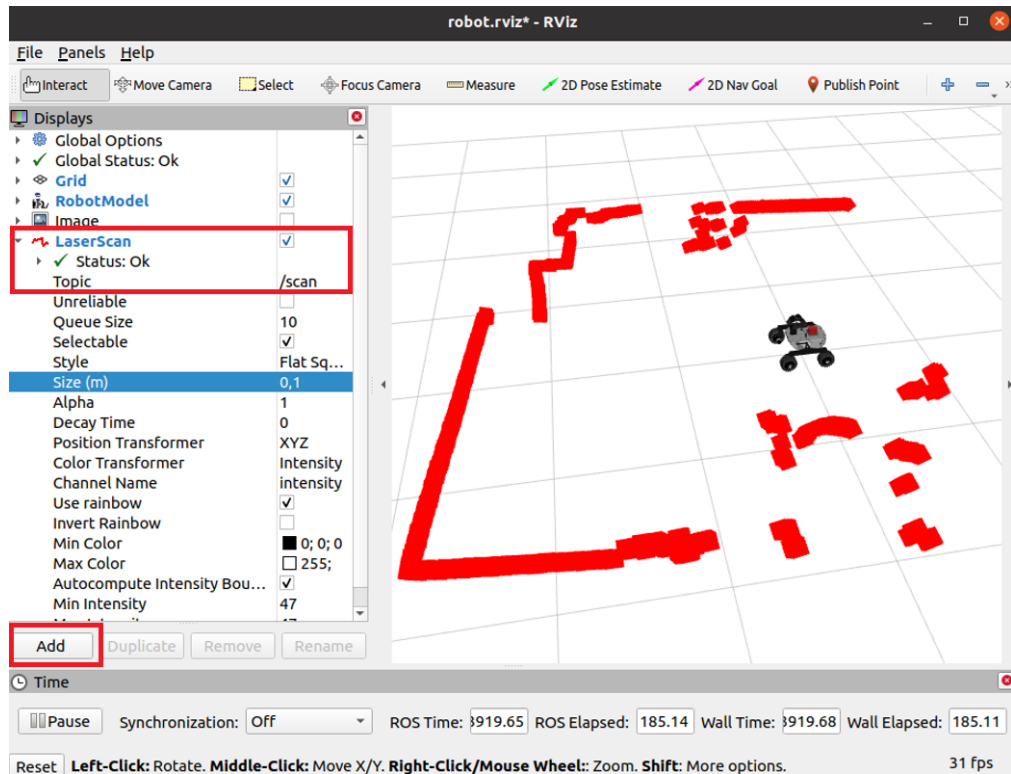 robot.rviz* - RViz
File Panels Help
Interact Move Camera Select Focus Camera Measure 2D Pose Estimate 2D Nav Goal Publish Point
Displays
Global Options
Global Status: Ok
Grid
RobotModel
Image
LaserScan
Status: Ok
Topic /scan
Unreliable
Queue Size 10
Selectable
Style Flat Sq...
Size (m) 0,1
Alpha 1
Decay Time 0
Position Transformer XYZ
Color Transformer Intensity
Channel Name intensity
Use rainbow
Invert Rainbow
Min Color 0; 0; 0
Max Color 255;
Autocompute Intensity Bou...
Min Intensity 47
Add Duplicate Remove Rename
Time
Pause Synchronization: Off ROS Time: 3919.65 ROS Elapsed: 185.14 Wall Time: 3919.68 Wall Elapsed: 185.11
Reset Left-Click: Rotate. Middle-Click: Move X/Y. Right-Click/Mouse Wheel:: Zoom. Shift: More options. 31 fps